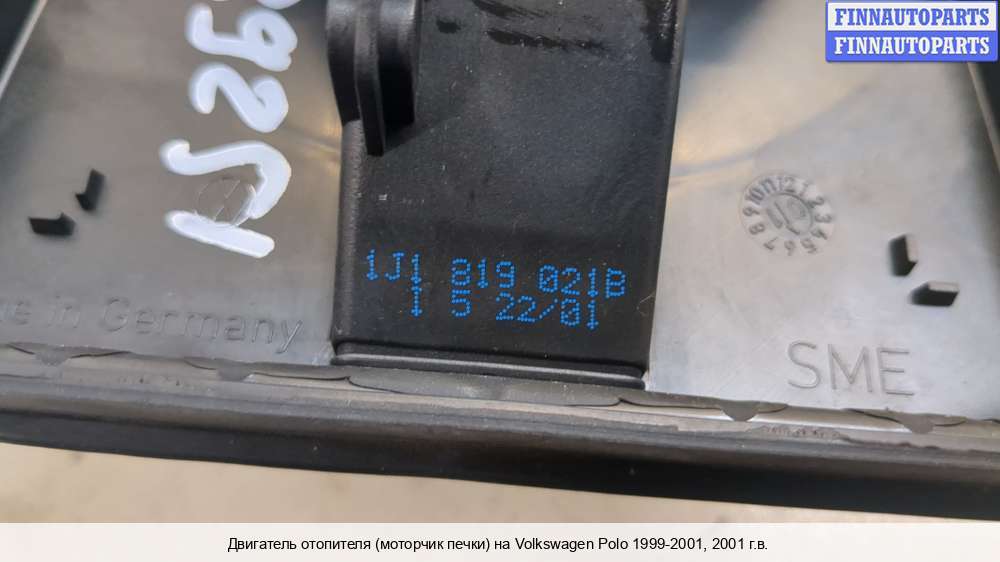 FINNAUTOPARTS
FINNAUTOPARTS
1J1 819 021B
1 5 22/01
in Germany
SME
Двигатель отопителя (моторчик печки) на Volkswagen Polo 1999-2001, 2001 г.в.